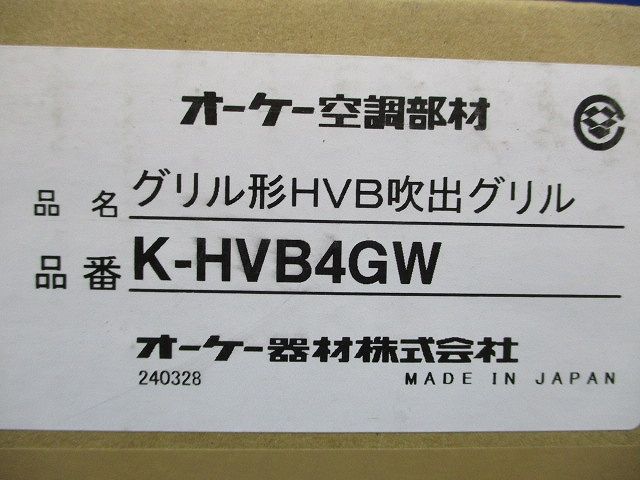 オーケー空調部材
品名 グリル形HVB吹出グリル
品番 K-HVB4GW
オーケー器材株式会社
240328 MADE IN JAPAN